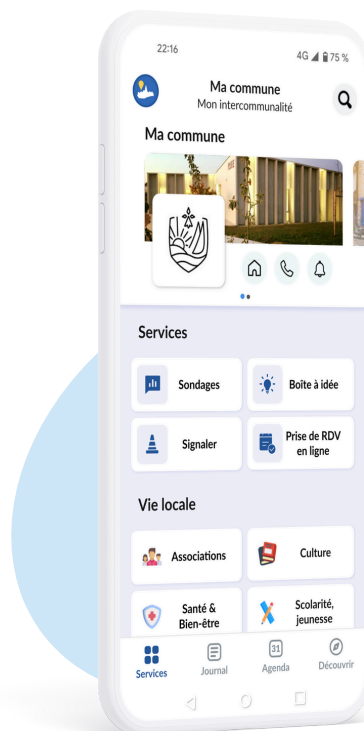 22:16
4G 75 %
Ma commune
Mon intercommunalité
Ma commune
Services
Sondages
Boîte à idée
Signaler
Prise de RDV
en ligne
Vie locale
Associations
Culture
Santé &
Bien-être
Scolarité,
jeunesse
31
Services
Journal
Agenda
Découvrir